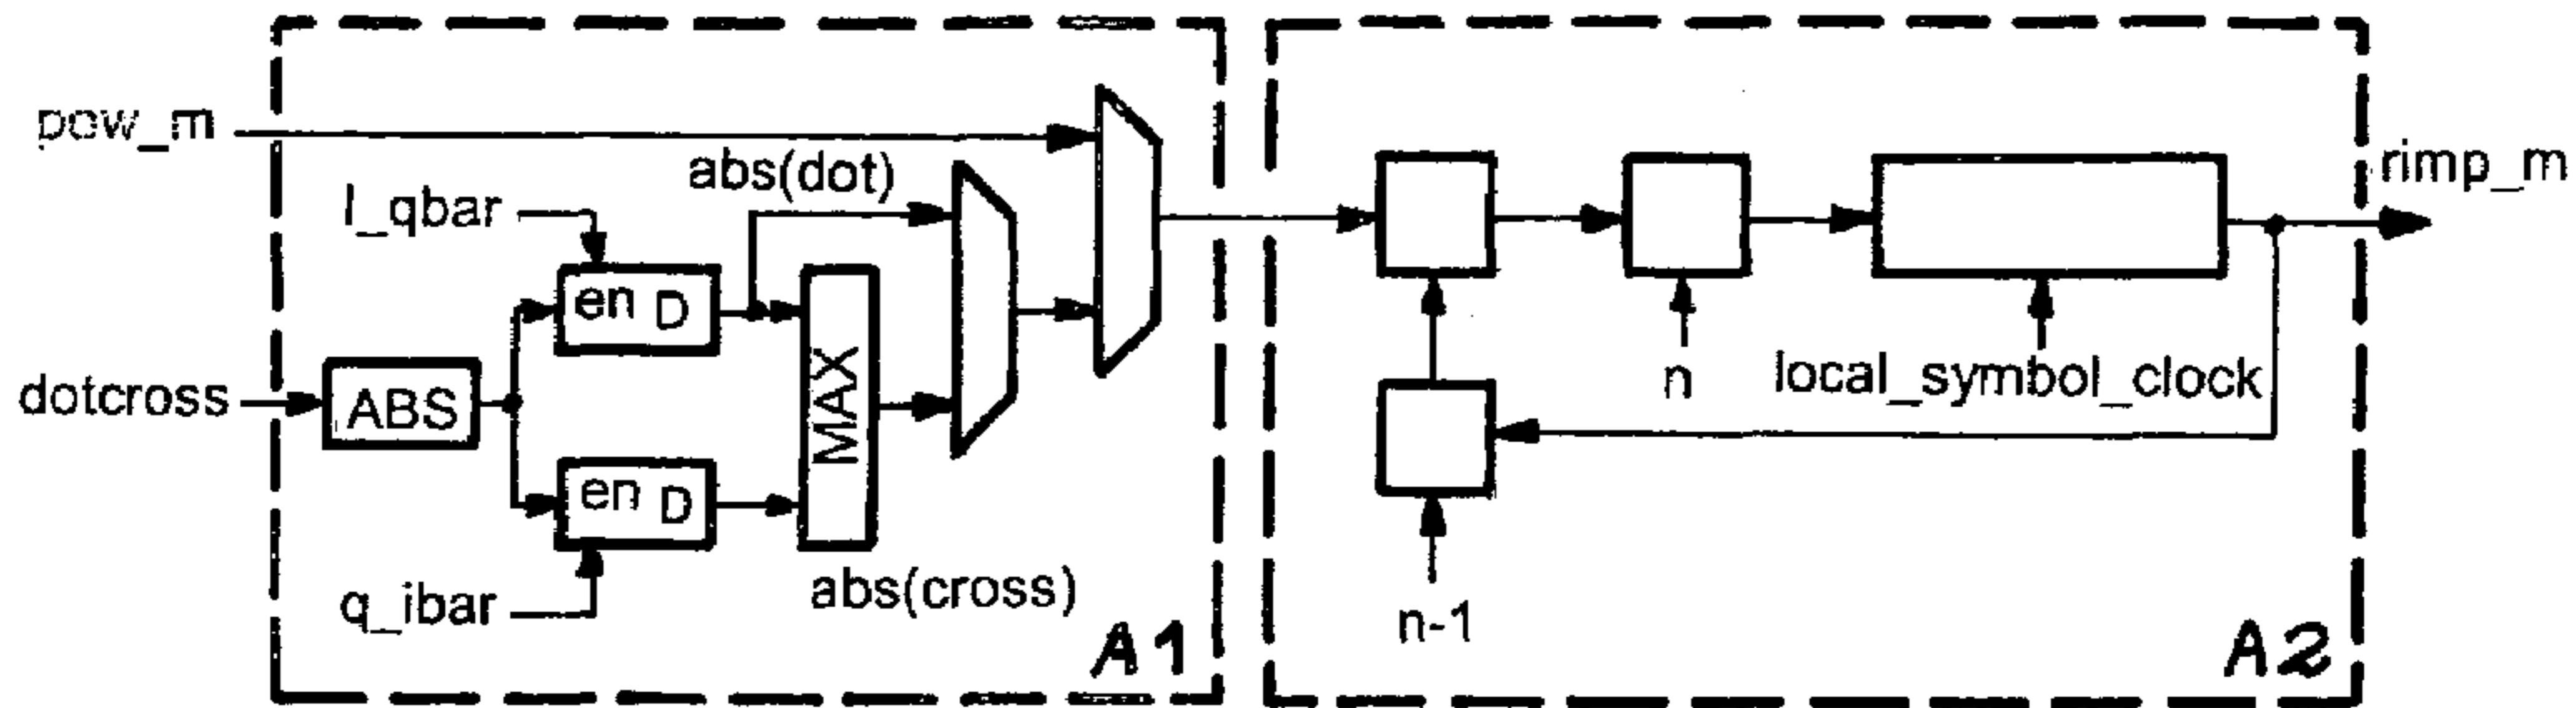 pow_m
rimp_m
abs(dot)
I_qbar
en D
MAX
n
local_symbol_clock
dotcross
ABS
en D
q_ibar
abs(cross)
n-1
A1
A2